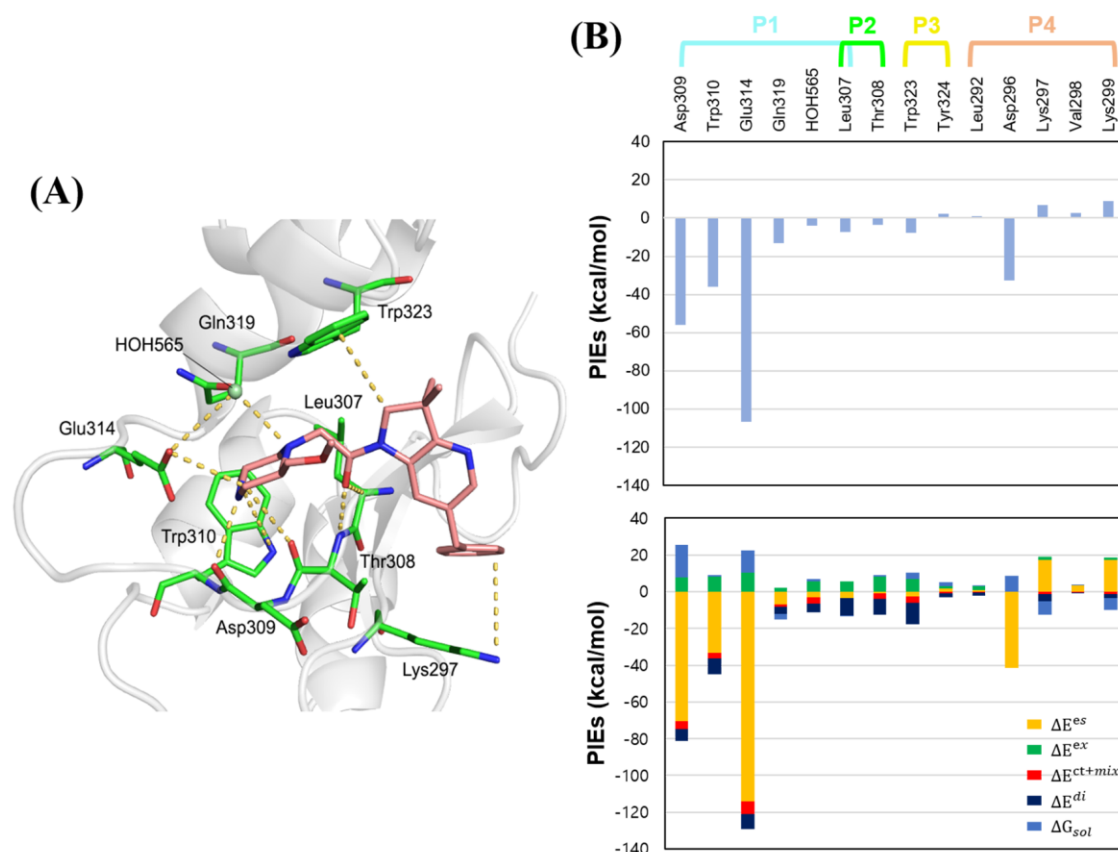 (A)
Trp323
Gln319
HOH565
Leu307
Glu314
Trp310
Thr308
Asp309
Lys297
(B)
P1 P2 P3 P4
Asp309 Trp310 Glu314 Gln319 HOH565 Leu307 Thr308 Trp323 Tyr324 Leu292 Asp296 Lys297 Val298 Lys299
PIEs (kcal/mol)
40
20
0
-20
-40
-60
-80
-100
-120
-140
PIEs (kcal/mol)
40
20
0
-20
-40
-60
-80
-100
-120
-140
ΔE^es
ΔE^ex
ΔE^ct+mix
ΔE^di
ΔG_sol